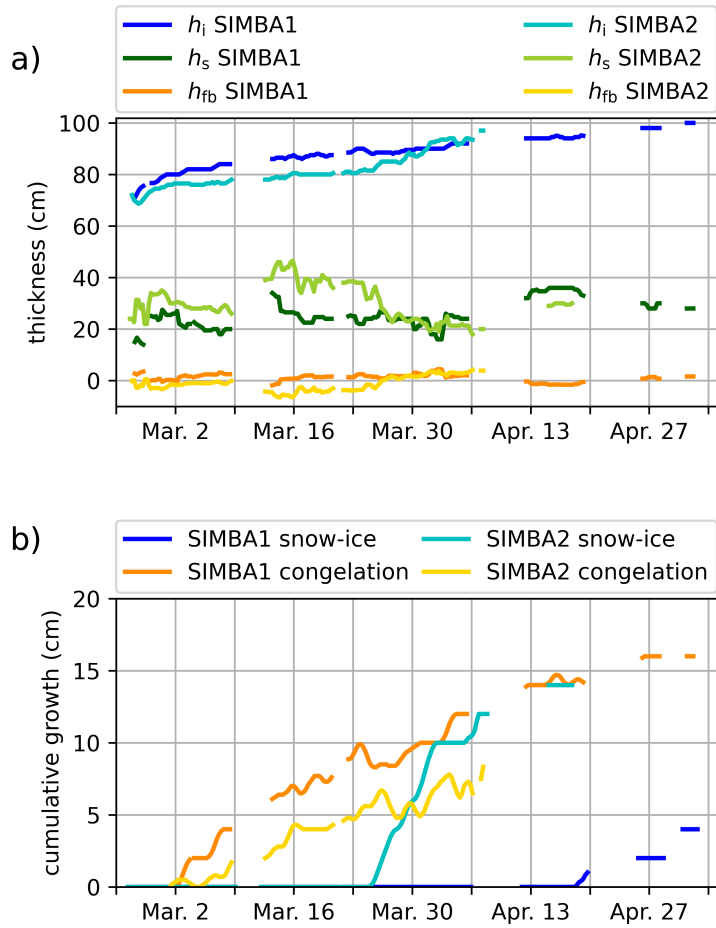 a)
h_i SIMBA1 h_i SIMBA2
h_s SIMBA1 h_s SIMBA2
h_fb SIMBA1 h_fb SIMBA2
thickness (cm)
100
80
60
40
20
0
Mar. 2 Mar. 16 Mar. 30 Apr. 13 Apr. 27
b)
SIMBA1 snow-ice SIMBA2 snow-ice
SIMBA1 congelation SIMBA2 congelation
cumulative growth (cm)
20
15
10
5
0
Mar. 2 Mar. 16 Mar. 30 Apr. 13 Apr. 27